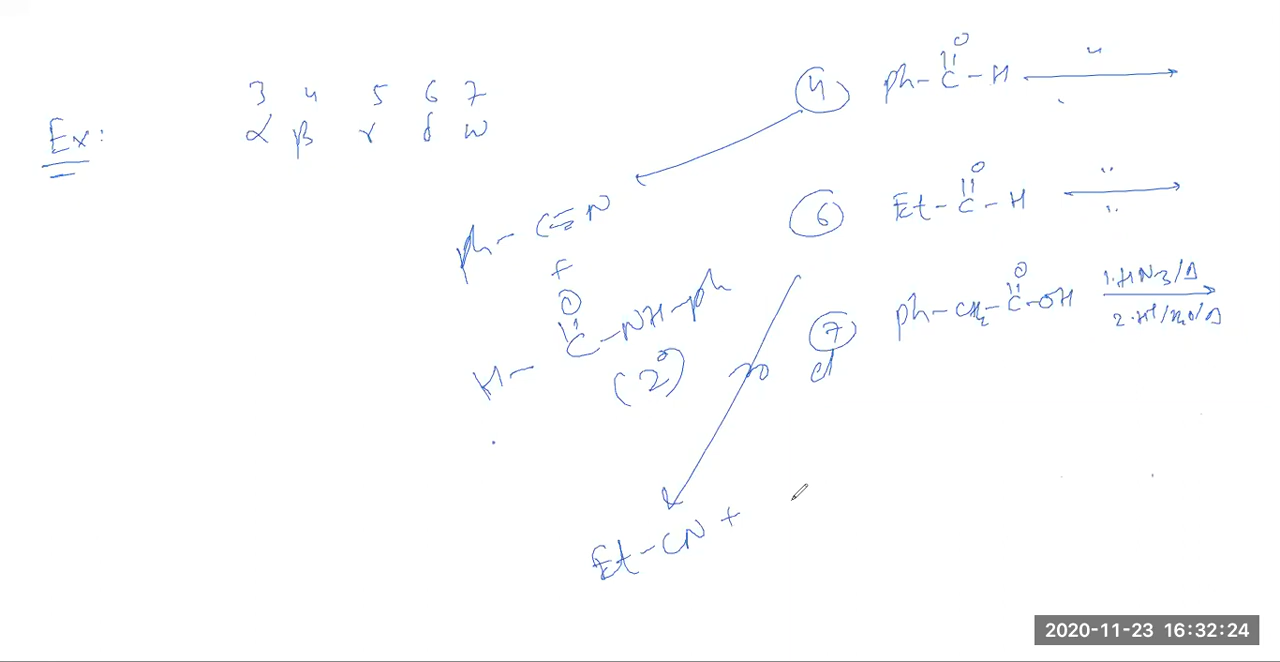 3 4 5 6 7
Ex: α β γ δ ω
4 Ph-C-H
O
Ph-C≡N
+
6 Et-C-H
O
H-C-NH-Ph
O
(2°)
7 Ph-CH2-C-OH
O
1. HN3/Δ
2. H+/H2O/Δ
Et-CN +
2020-11-23 16:32:24